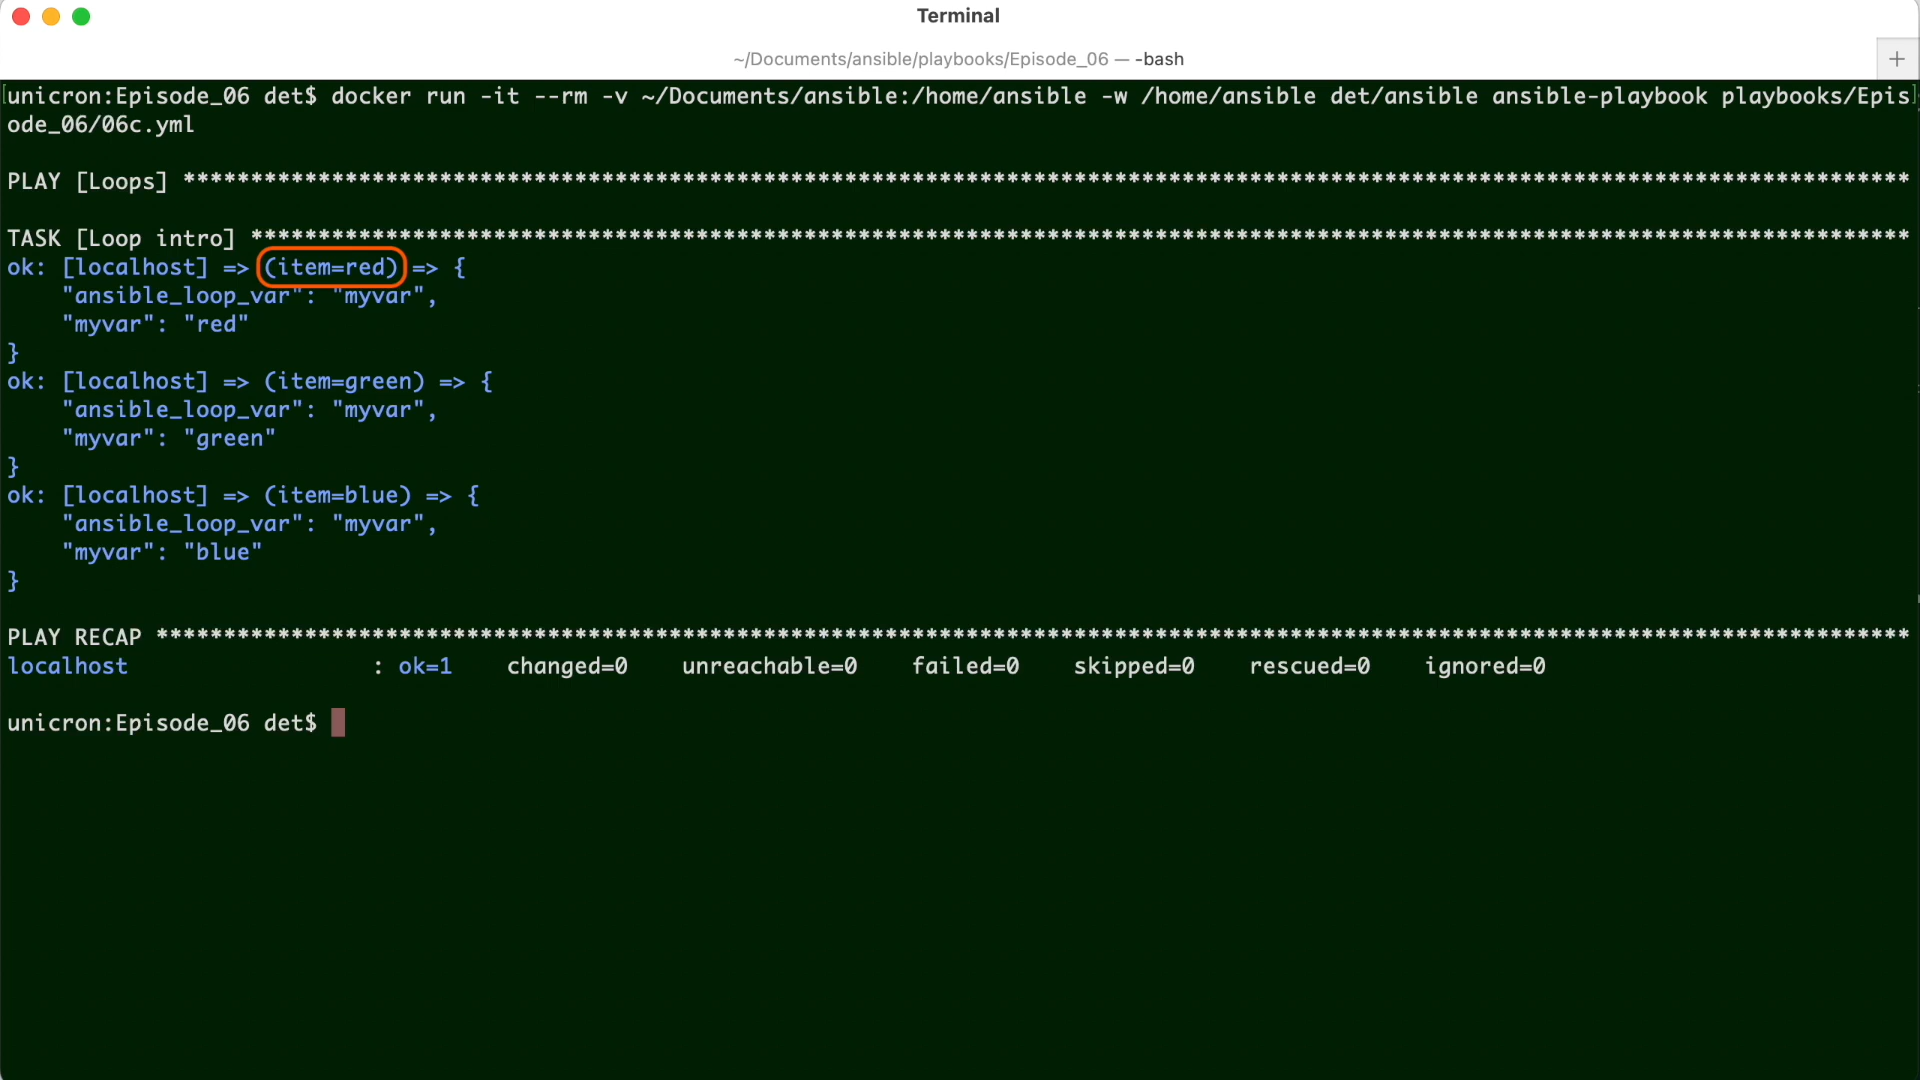 Terminal
~/Documents/ansible/playbooks/Episode_06 — -bash
unicron:Episode_06 det$ docker run -it --rm -v ~/Documents/ansible:/home/ansible -w /home/ansible det/ansible ansible-playbook playbooks/Epis
ode_06/06c.yml
PLAY [Loops] ********************************************************************************************************************************
TASK [Loop intro] ***************************************************************************************************************************
ok: [localhost] => (item=red) => {
    "ansible_loop_var": "myvar",
    "myvar": "red"
}
ok: [localhost] => (item=green) => {
    "ansible_loop_var": "myvar",
    "myvar": "green"
}
ok: [localhost] => (item=blue) => {
    "ansible_loop_var": "myvar",
    "myvar": "blue"
}
PLAY RECAP **********************************************************************************************************************************
localhost                  : ok=1    changed=0    unreachable=0    failed=0    skipped=0    rescued=0    ignored=0
unicron:Episode_06 det$